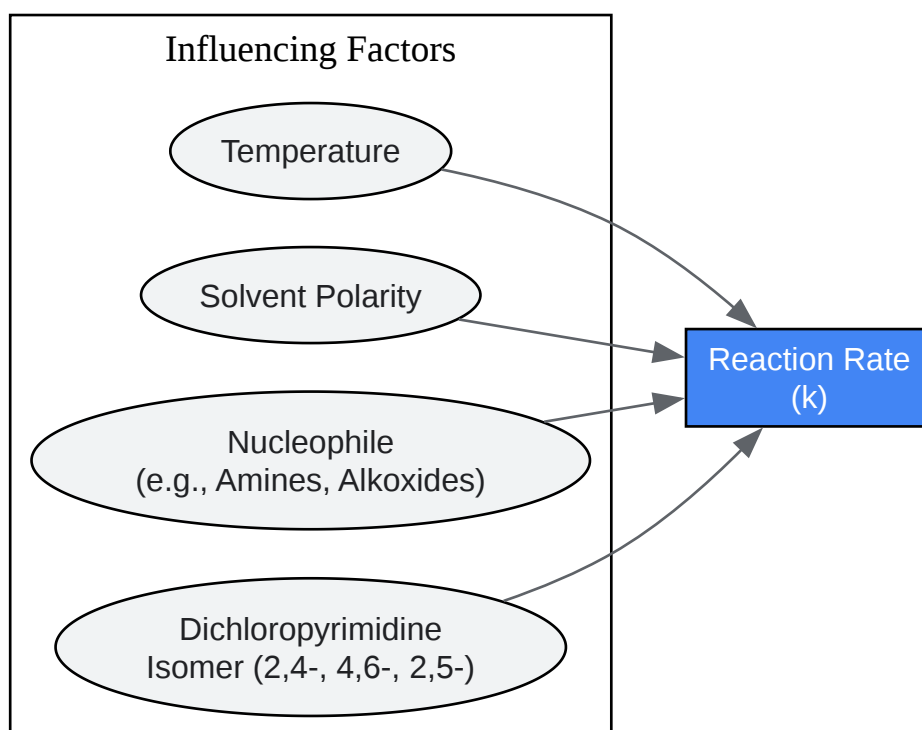 Influencing Factors
Temperature
Solvent Polarity
Nucleophile
(e.g., Amines, Alkoxides)
Dichloropyrimidine
Isomer (2,4-, 4,6-, 2,5-)
Reaction Rate
(k)